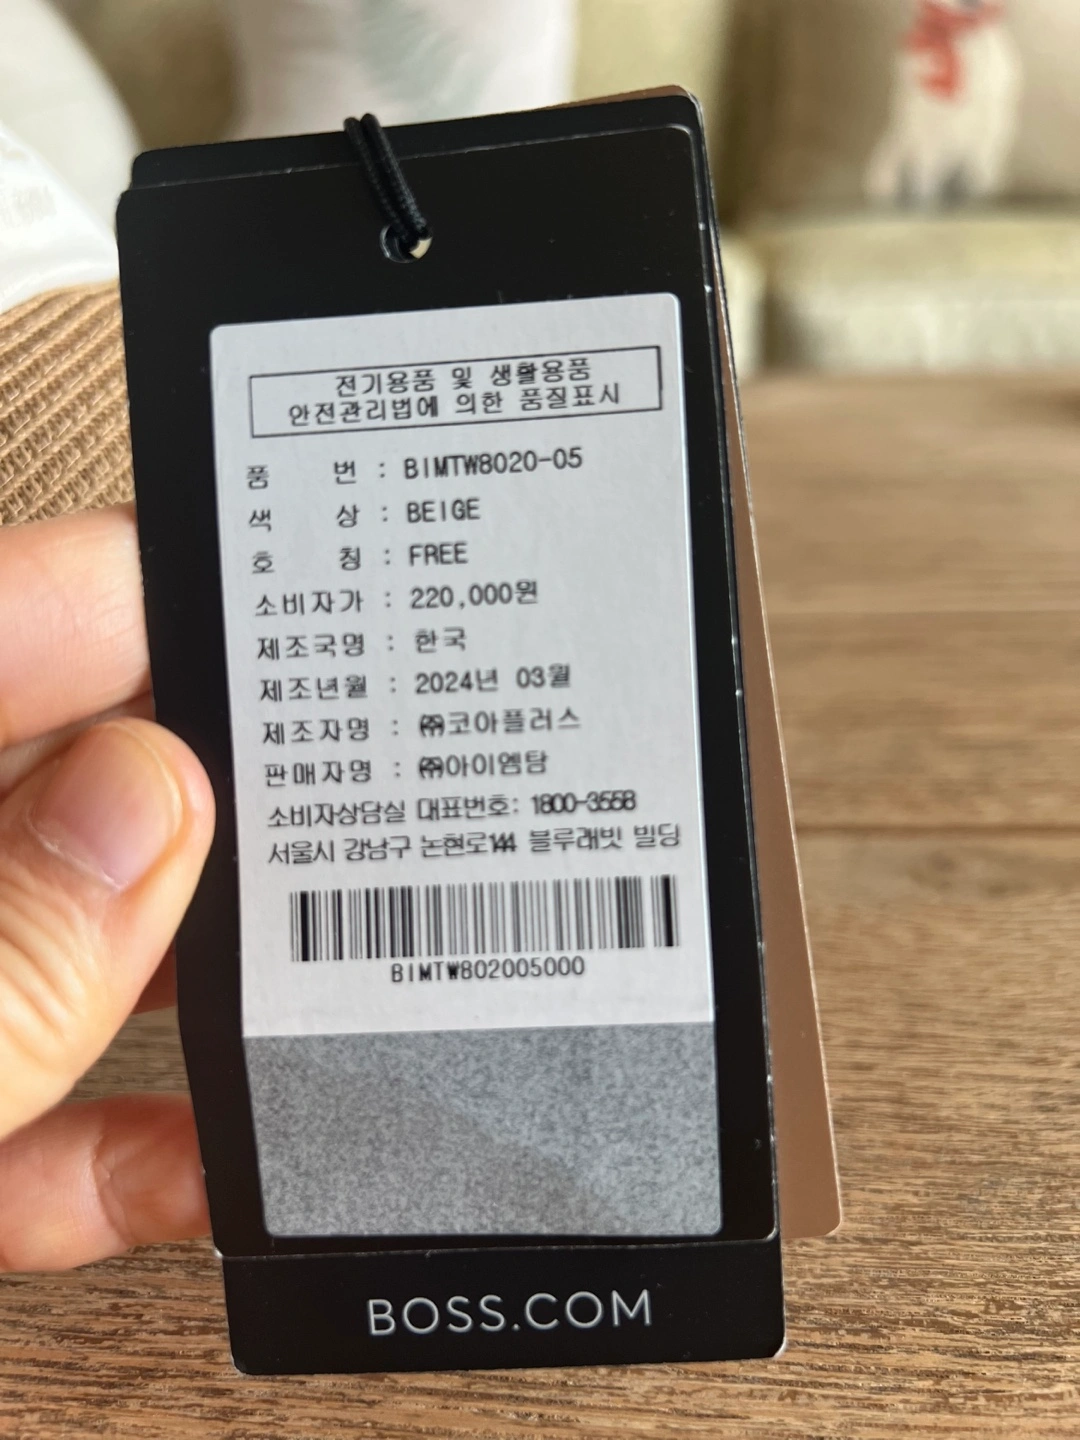 전기용품 및 생활용품
안전관리법에 의한 품질표시
품 번 : BIMTW8020-05
색 상 : BEIGE
호 칭 : FREE
소비자가 : 220,000원
제조국명 : 한국
제조년월 : 2024년 03월
제조자명 : ㈜코아플러스
판매자명 : ㈜아이엠탐
소비자상담실 대표번호: 1800-3558
서울시 강남구 논현로144 블루래빗 빌딩
BIMTW802005000
BOSS.COM